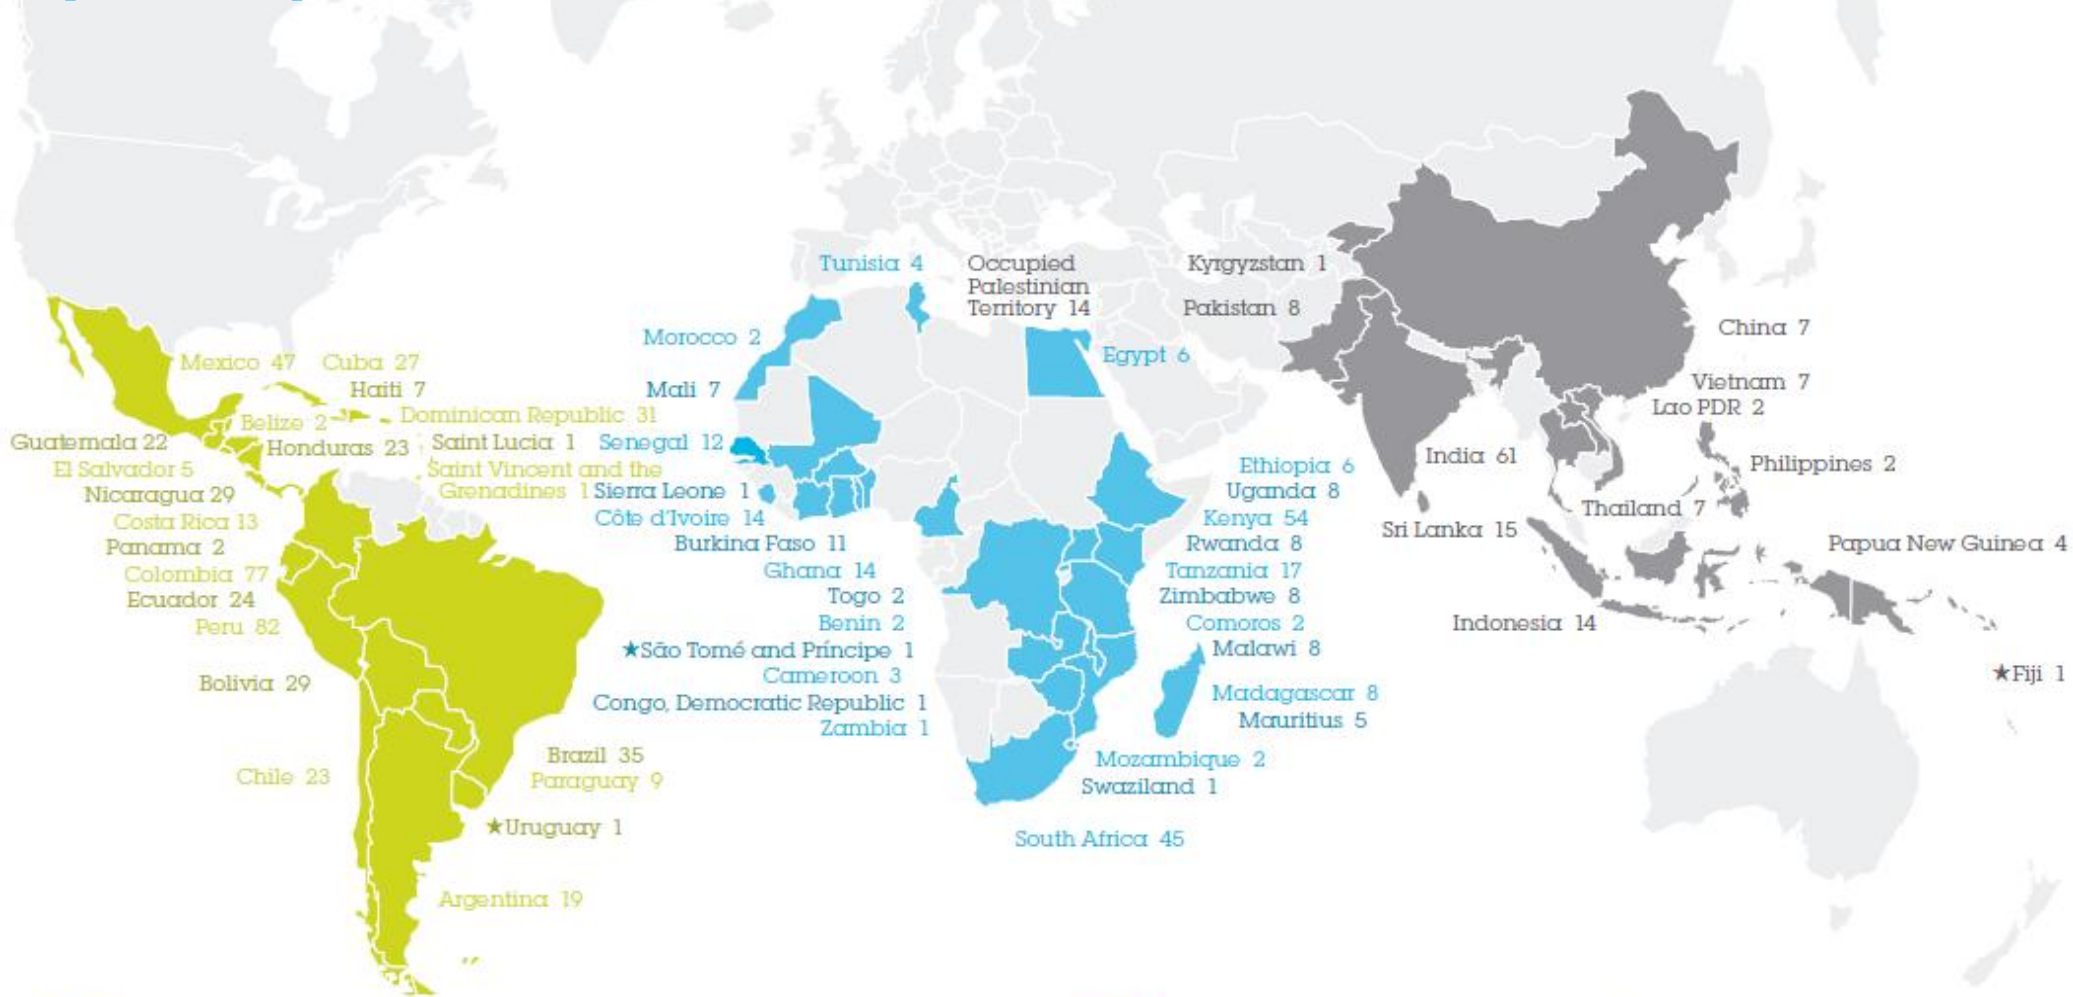 Tunisia 4
Occupied
Palestinian
Territory 14
Kyrgyzstan 1
Pakistan 8
China 7
Morocco 2
Egypt 6
Mexico 47
Cuba 27
Haiti 7
Mali 7
Vietnam 7
Lao PDR 2
Belize 2
Dominican Republic 31
Guatemala 22
Honduras 23
Saint Lucia 1
Senegal 12
El Salvador 5
Saint Vincent and the
Grenadines 1
India 61
Philippines 2
Ethiopia 6
Nicaragua 29
Sierra Leone 1
Uganda 8
Costa Rica 13
Côte d'Ivoire 14
Kenya 54
Thailand 7
Sri Lanka 15
Panama 2
Burkina Faso 11
Rwanda 8
Papua New Guinea 4
Colombia 77
Ghana 14
Tanzania 17
Ecuador 24
Togo 2
Zimbabwe 8
Peru 82
Benin 2
Comoros 2
Indonesia 14
★São Tomé and Príncipe 1
Malawi 8
Bolivia 29
Cameroon 3
★Fiji 1
Congo, Democratic Republic 1
Madagascar 8
Zambia 1
Mauritius 5
Brazil 35
Mozambique 2
Chile 23
Paraguay 9
Swaziland 1
★Uruguay 1
South Africa 45
Argentina 19